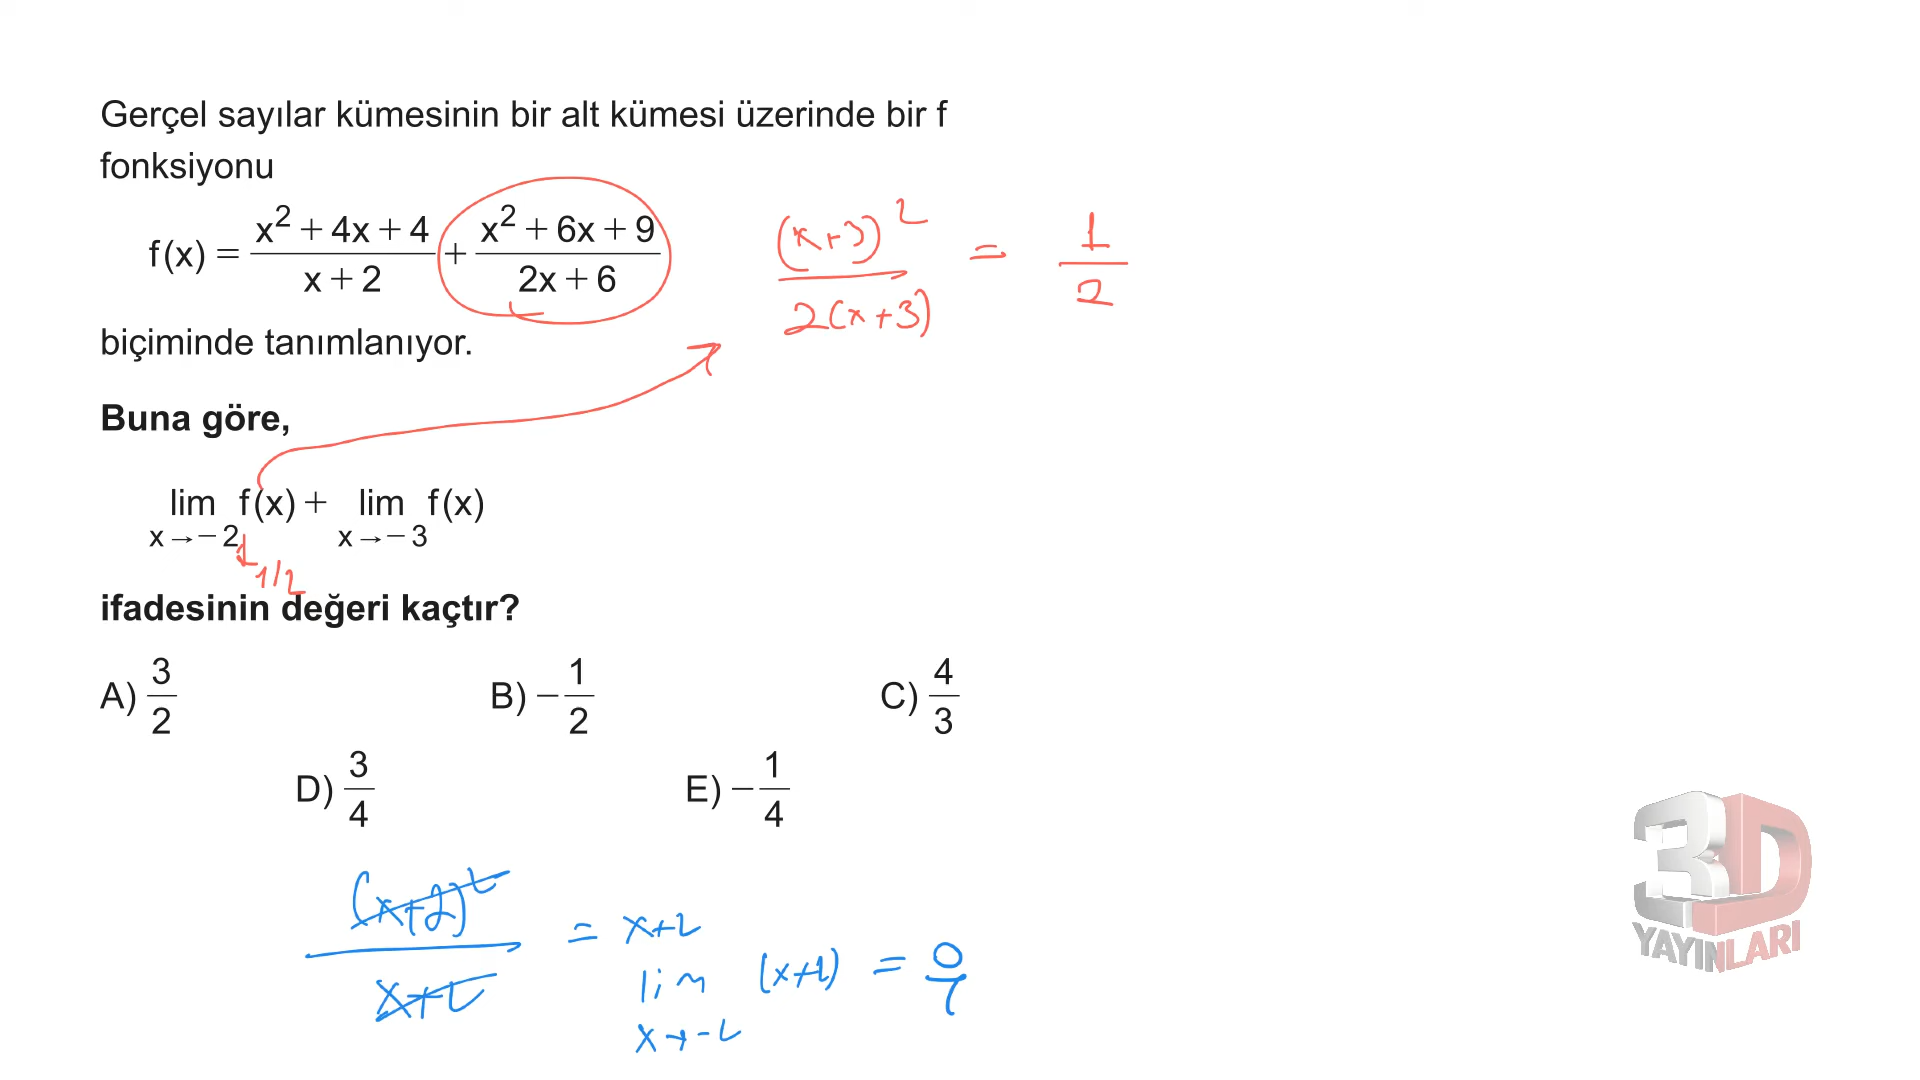 Gerçel sayılar kümesinin bir alt kümesi üzerinde bir f
fonksiyonu
f(x) = (x² + 4x + 4)/(x + 2) + (x² + 6x + 9)/(2x + 6)
(x+3)²/2(x+3) = 1/2
biçiminde tanımlanıyor.
Buna göre,
lim f(x) + lim f(x)
x → −2 x → −3
1/2
ifadesinin değeri kaçtır?
A) 3/2 B) −1/2 C) 4/3
D) 3/4 E) −1/4
(x+2)²/x+2 = x+2
lim (x+2) = 0
x→-2
3D
YAYINLARI